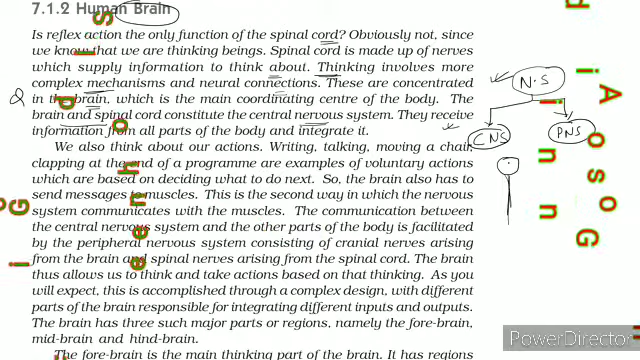 7.1.2 Human Brain
Is reflex action the only function of the spinal cord? Obviously not, since
we know that we are thinking beings. Spinal cord is made up of nerves
which supply information to think about. Thinking involves more
complex mechanisms and neural connections. These are concentrated
in the brain, which is the main coordinating centre of the body. The
brain and spinal cord constitute the central nervous system. They receive
information from all parts of the body and integrate it.
We also think about our actions. Writing, talking, moving a chair,
clapping at the end of a programme are examples of voluntary actions
which are based on deciding what to do next. So, the brain also has to
send messages to muscles. This is the second way in which the nervous
system communicates with the muscles. The communication between
the central nervous system and the other parts of the body is facilitated
by the peripheral nervous system consisting of cranial nerves arising
from the brain and spinal nerves arising from the spinal cord. The brain
thus allows us to think and take actions based on that thinking. As you
will expect, this is accomplished through a complex design, with different
parts of the brain responsible for integrating different inputs and outputs.
The brain has three such major parts or regions, namely the fore-brain,
mid-brain and hind-brain.
The fore-brain is the main thinking part of the brain. It has regions
N.S
CNS
PNS
PowerDirector